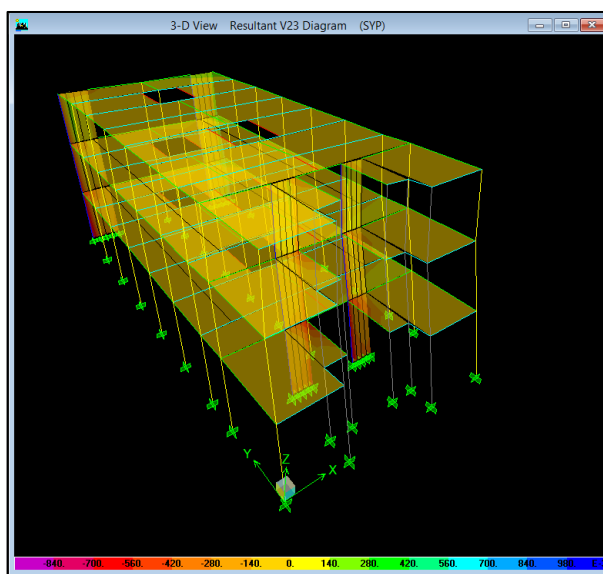 3-D View Resultant V23 Diagram (SYP)
Z
Y
X
-840. -700. -560. -420. -280. -140. 0. 140. 280. 420. 560. 700. 840. 980. E